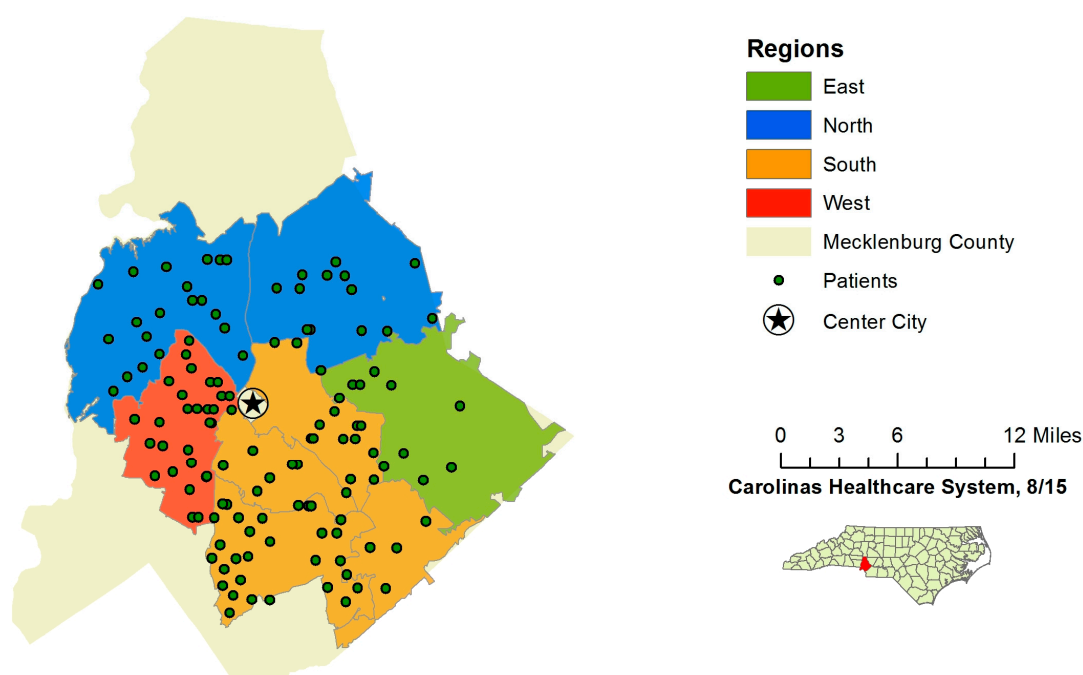 Regions
East
North
South
West
Mecklenburg County
Patients
Center City
0 3 6 12 Miles
Carolinas Healthcare System, 8/15